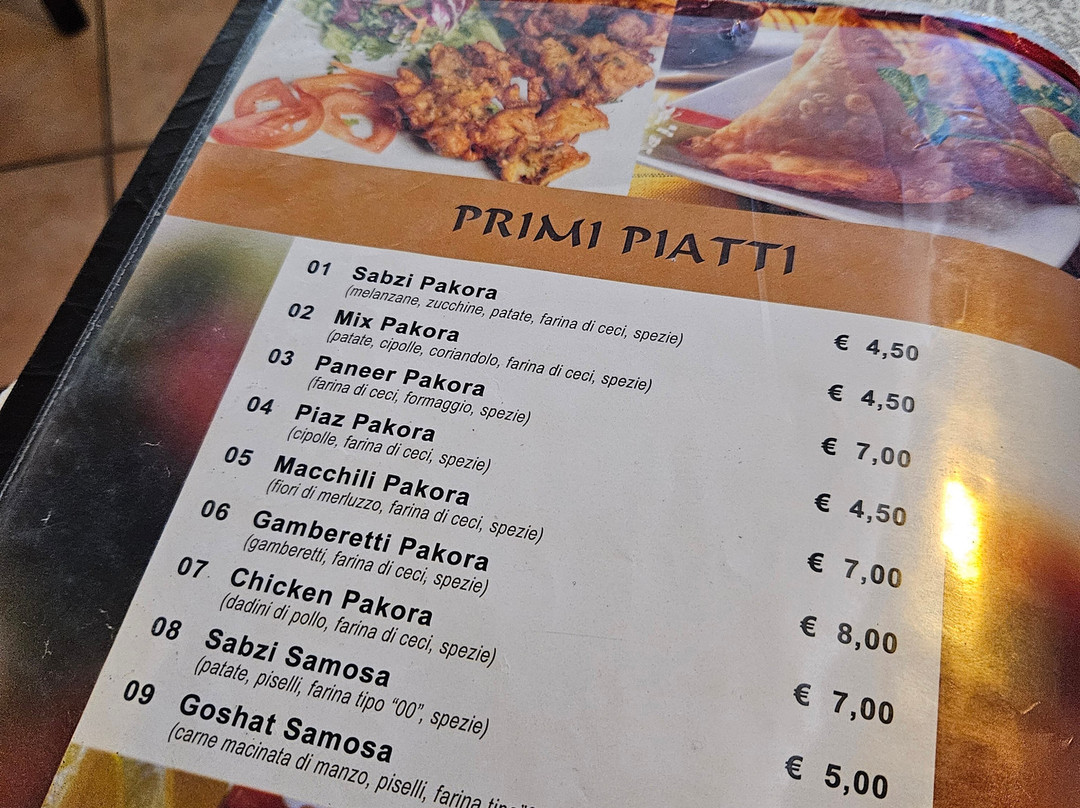 PRIMI PIATTI
01 Sabzi Pakora € 4,50
(melanzane, zucchine, patate, farina di ceci, spezie)
02 Mix Pakora € 4,50
(patate, cipolle, coriandolo, farina di ceci, spezie)
03 Paneer Pakora € 7,00
(farina di ceci, formaggio, spezie)
04 Piaz Pakora € 4,50
(cipolle, farina di ceci, spezie)
05 Macchili Pakora € 7,00
(fiori di merluzzo, farina di ceci, spezie)
06 Gamberetti Pakora € 8,00
(gamberetti, farina di ceci, spezie)
07 Chicken Pakora € 7,00
(dadini di pollo, farina di ceci, spezie)
08 Sabzi Samosa € 5,00
(patate, piselli, farina tipo “00”, spezie)
09 Goshat Samosa
(carne macinata di manzo, piselli, farina